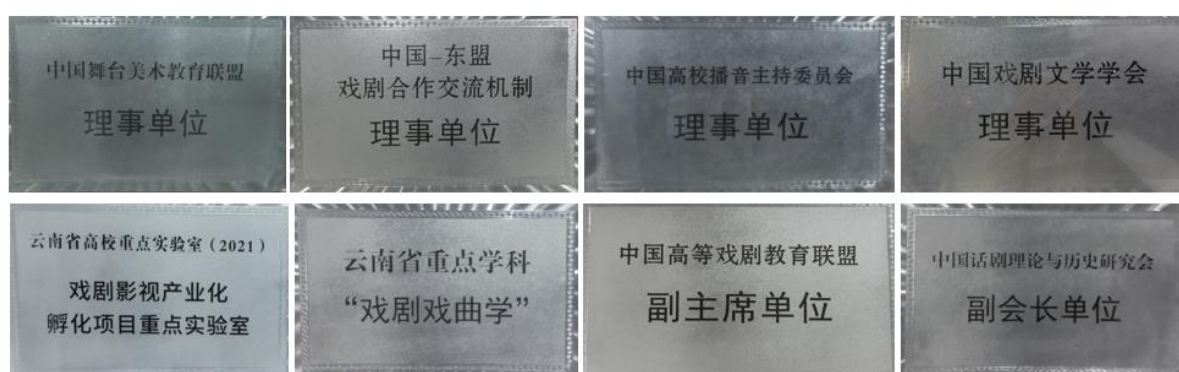 中国舞台美术教育联盟
理事单位
中国-东盟
戏剧合作交流机制
理事单位
中国高校播音主持委员会
理事单位
中国戏剧文学学会
理事单位
云南省高校重点实验室（2021）
戏剧影视产业化
孵化项目重点实验室
云南省重点学科
“戏剧戏曲学”
中国高等戏剧教育联盟
副主席单位
中国话剧理论与历史研究会
副会长单位